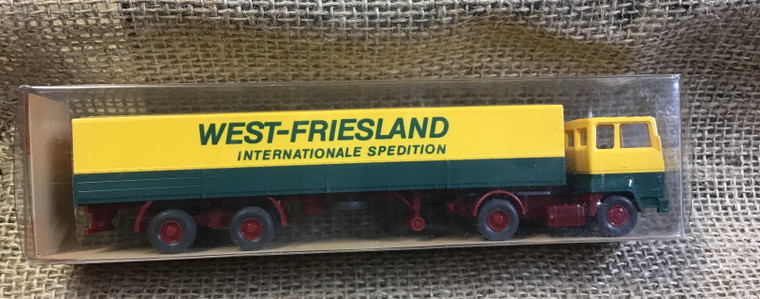 WEST-FRIESLAND
INTERNATIONALE SPEDITION